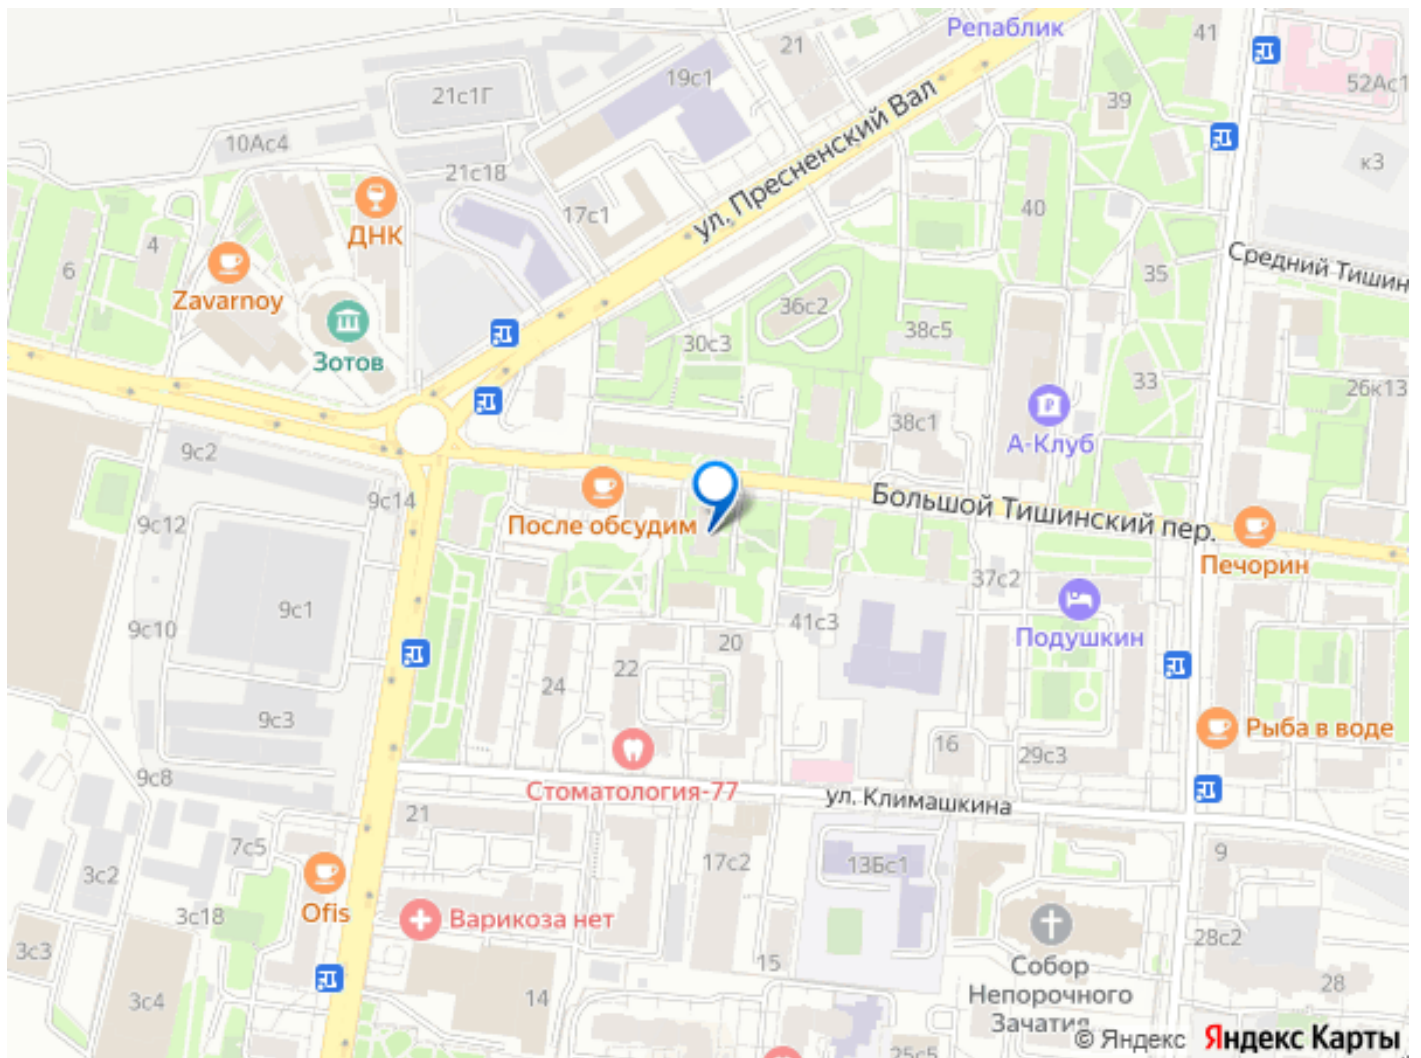 Репаблик
41
21
19с1
52Ас1
21с1Г
39
10Ас4
к3
21с18
ул. Пресненский Вал
17с1
40
ДНК
4
6
Средний Тишин
35
Zavarnoy
36с2
38с5
30с3
Зотов
33
26к13
38с1
А-Клуб
9с2
9с14
Большой Тишинский пер.
9с12
После обсудим
Печорин
37с2
9с1
41с3
9с10
Подушкин
20
22
24
9с3
Рыба в воде
16
29с3
9с8
Стоматология-77
ул. Климашкина
21
7с5
9
17с2
13Бс1
3с2
Ofis
3с18
Варикоза нет
28с2
3с3
15
Собор
Непорочного
Зачатия
28
14
3с4
25с5
© Яндекс Яндекс Карты